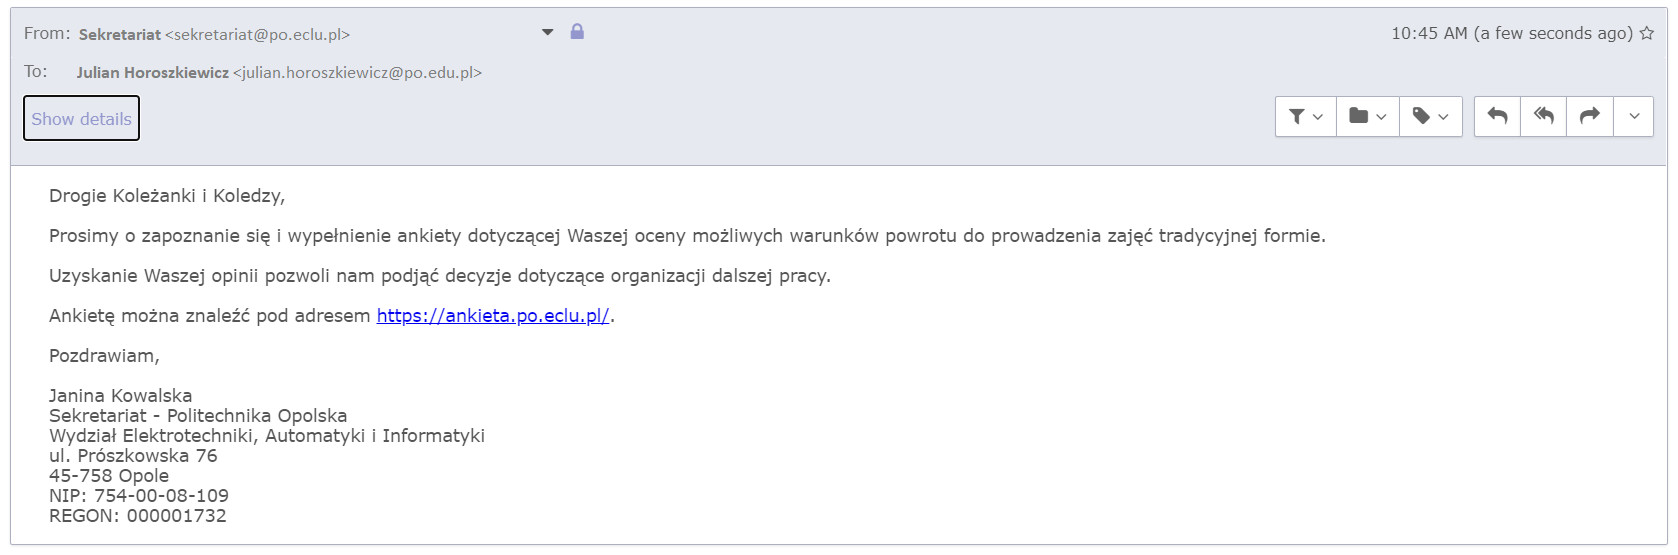 From: Sekretariat <sekretariat@po.eclu.pl>
10:45 AM (a few seconds ago)
To: Julian Horoszkiewicz <julian.horoszkiewicz@po.edu.pl>
Show details
Drogie Koleżanki i Koledzy,
Prosimy o zapoznanie się i wypełnienie ankiety dotyczącej Waszej oceny możliwych warunków powrotu do prowadzenia zajęć tradycyjnej formie.
Uzyskanie Waszej opinii pozwoli nam podjąć decyzje dotyczące organizacji dalszej pracy.
Ankietę można znaleźć pod adresem https://ankieta.po.eclu.pl/.
Pozdrawiam,
Janina Kowalska
Sekretariat - Politechnika Opolska
Wydział Elektrotechniki, Automatyki i Informatyki
ul. Prószkowska 76
45-758 Opole
NIP: 754-00-08-109
REGON: 000001732